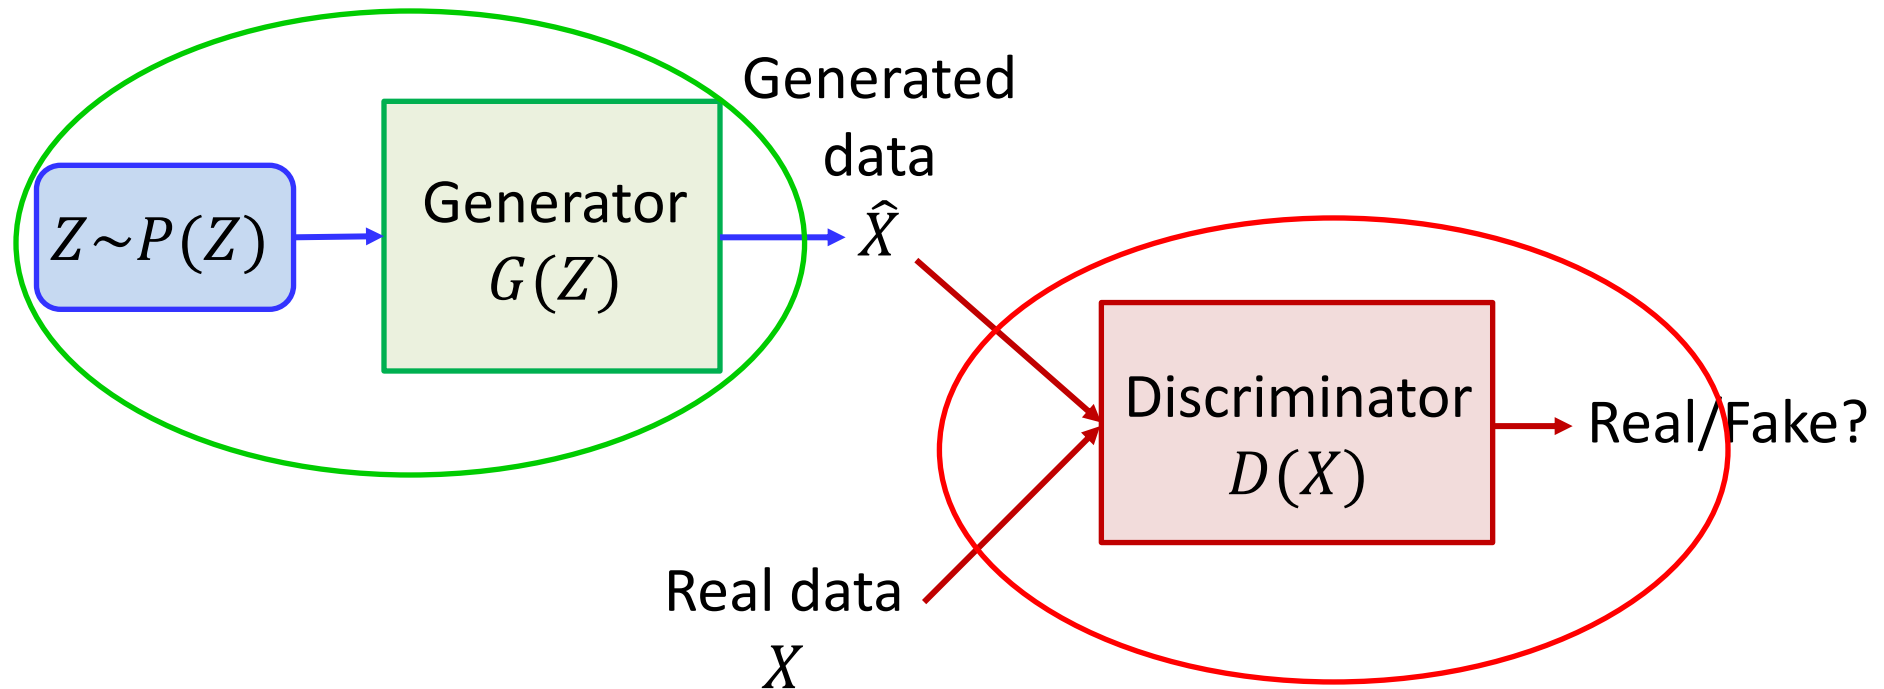 Z~P(Z)
Generator
G(Z)
Generated
data
X̂
Discriminator
D(X)
Real/Fake?
Real data
X